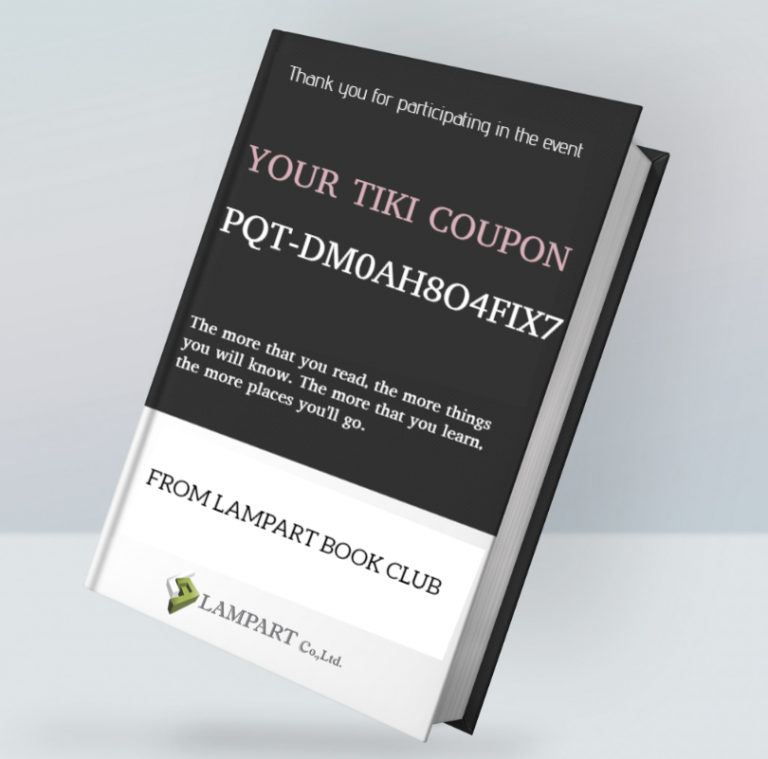 Thank you for participating in the event
YOUR TIKI COUPON
PQT-DM0AH8O4FIX7
The more that you read, the more things
you will know. The more that you learn,
the more places you'll go.
FROM LAMPART BOOK CLUB
LAMPART Co.,Ltd.